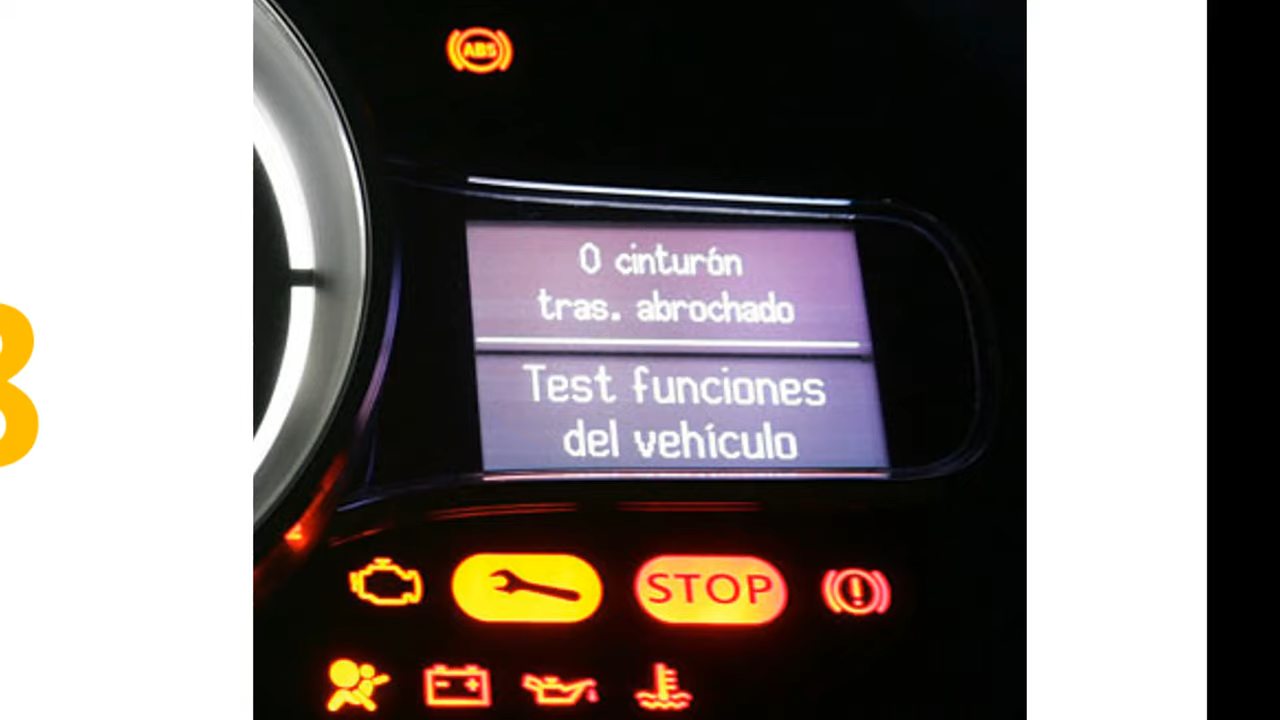 ABS
0 cinturón
tras. abrochado
Test funciones
del vehículo
STOP